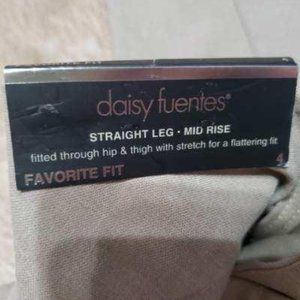 daisy fuentes®
STRAIGHT LEG · MID RISE
fitted through hip & thigh with stretch for a flattering fit
FAVORITE FIT
4